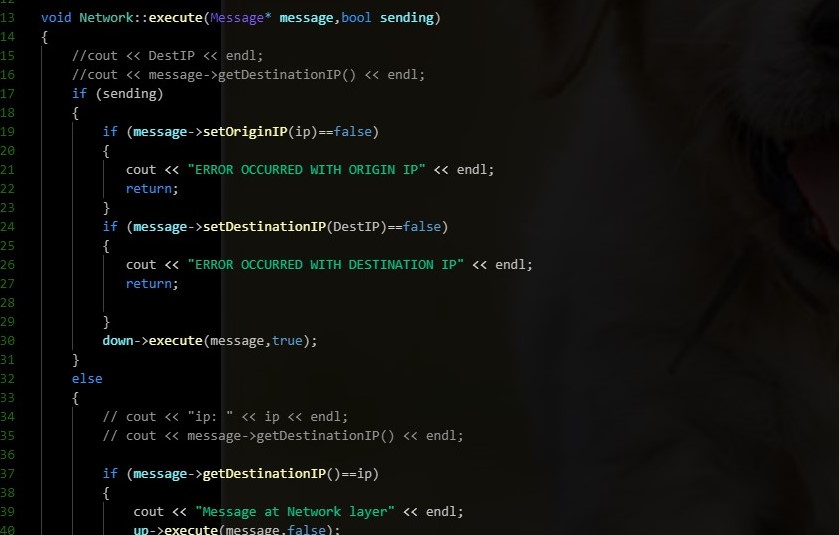 13 void Network::execute(Message* message,bool sending)
14 {
15 //cout << DestIP << endl;
16 //cout << message->getDestinationIP() << endl;
17 if (sending)
18 {
19 if (message->setOriginIP(ip)==false)
20 {
21 cout << "ERROR OCCURRED WITH ORIGIN IP" << endl;
22 return;
23 }
24 if (message->setDestinationIP(DestIP)==false)
25 {
26 cout << "ERROR OCCURRED WITH DESTINATION IP" << endl;
27 return;
28
29 }
30 down->execute(message,true);
31 }
32 else
33 {
34 // cout << "ip: " << ip << endl;
35 // cout << message->getDestinationIP() << endl;
36
37 if (message->getDestinationIP()==ip)
38 {
39 cout << "Message at Network layer" << endl;
40 up->execute(message,false);